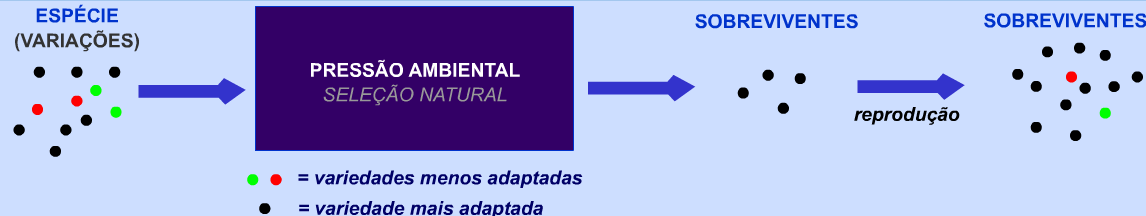 ESPÉCIE
(VARIAÇÕES)
PRESSÃO AMBIENTAL
SELEÇÃO NATURAL
SOBREVIVENTES
reprodução
SOBREVIVENTES
= variedades menos adaptadas
= variedade mais adaptada